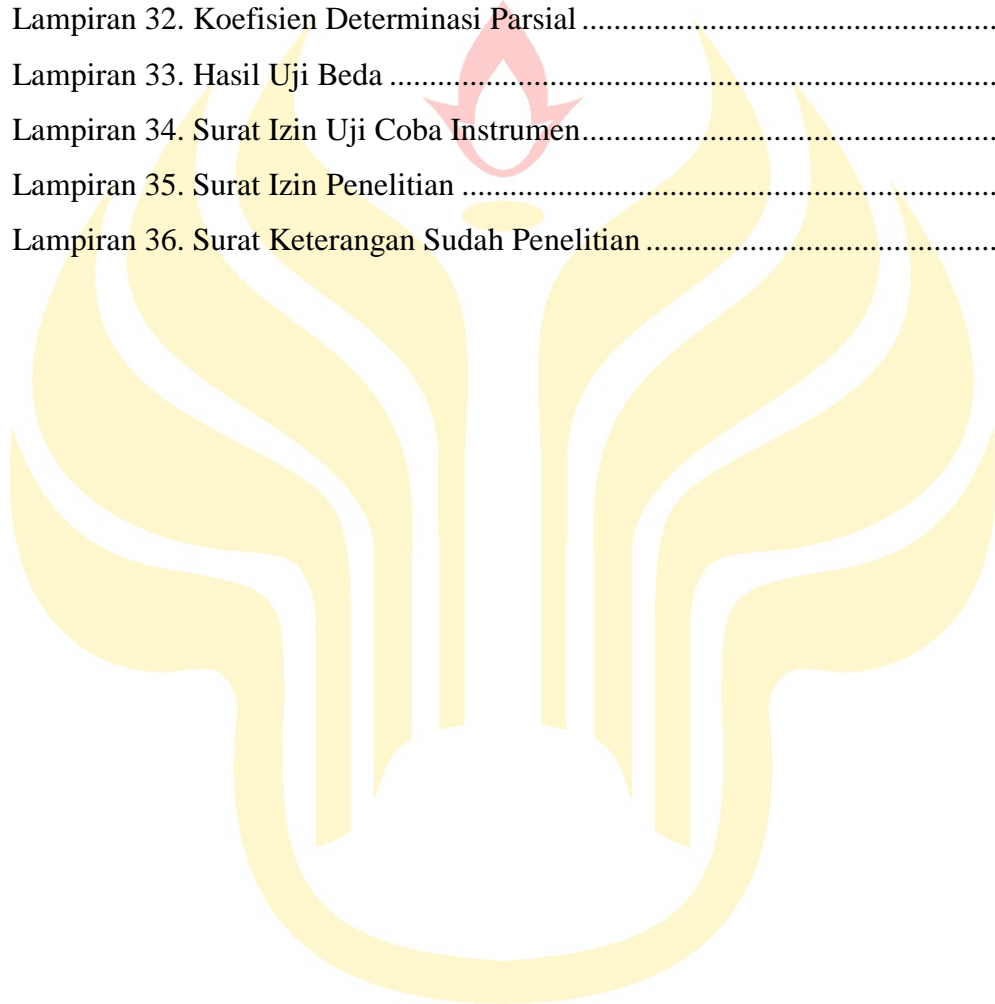 Lampiran 32. Koefisien Determinasi Parsial ....................................................
Lampiran 33. Hasil Uji Beda ...........................................................................
Lampiran 34. Surat Izin Uji Coba Instrumen....................................................
Lampiran 35. Surat Izin Penelitian ..................................................................
Lampiran 36. Surat Keterangan Sudah Penelitian ...........................................